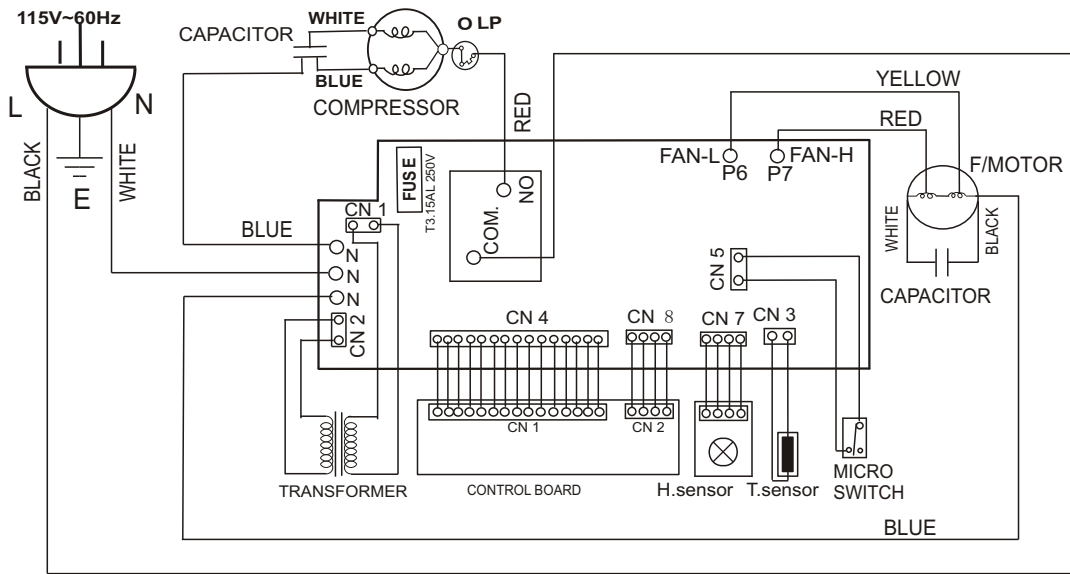 115V~60Hz
L
N
E
BLACK
WHITE
CAPACITOR
WHITE
BLUE
COMPRESSOR
O LP
RED
YELLOW
RED
FAN-L
P6
FAN-H
P7
F/MOTOR
WHITE
BLACK
CAPACITOR
FUSE
T3.15AL 250V
NO
COM.
CN 1
BLUE
N
N
N
CN 2
CN 5
CN 4
CN 8
CN 7
CN 3
CN 1
CN 2
TRANSFORMER
CONTROL BOARD
H.sensor
T.sensor
MICRO
SWITCH
BLUE